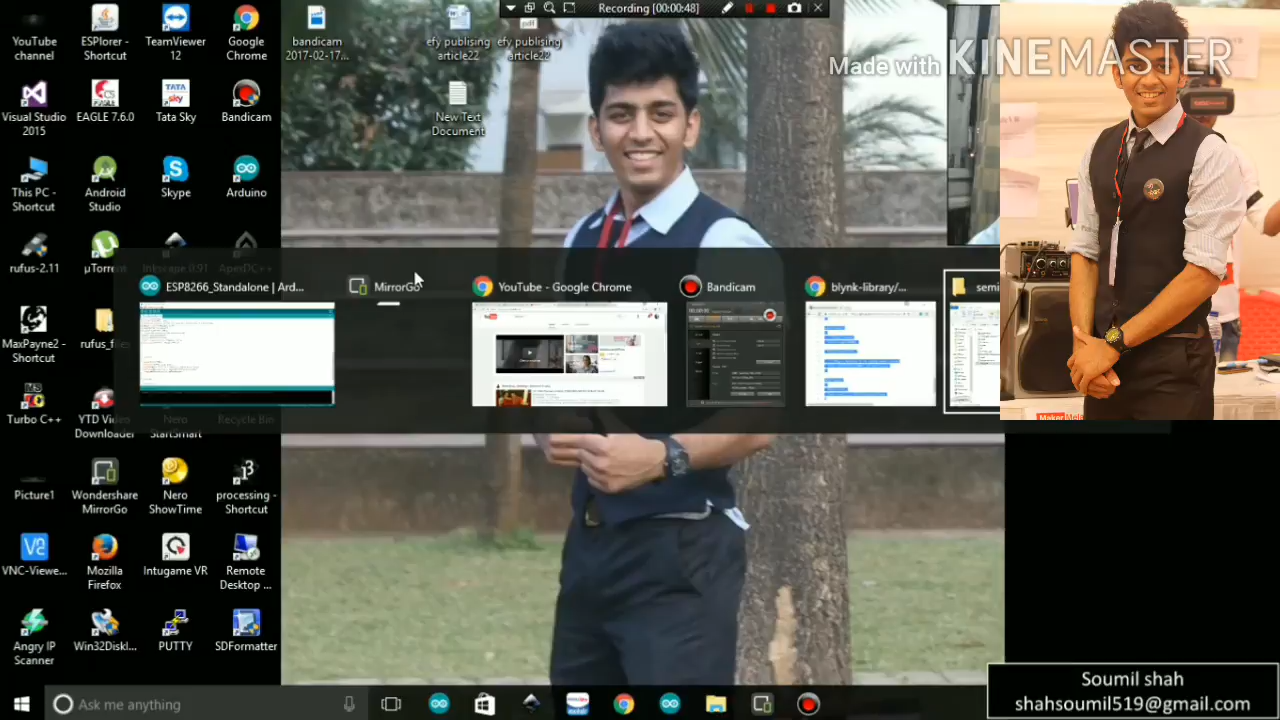 Recording [00:00:48]
Made with KINEMASTER
YouTube channel
ESPlorer - Shortcut
TeamViewer 12
Google Chrome
bandicam 2017-02-17...
efy publising article22
efy publising article22
Visual Studio 2015
EAGLE 7.6.0
Tata Sky
Bandicam
New Text Document
This PC - Shortcut
Android Studio
Skype
Arduino
rufus-2.11
µTorrent
Inkscape 0.91
ApexDC++
ESP8266_Standalone | Ard...
MirrorGo
YouTube - Google Chrome
Bandicam
blynk-library/...
semi
MaxPayne2 - Shortcut
Turbo C++
YTD Video Downloader
Nero StartSmart
Recycle Bin
Picture1
Wondershare MirrorGo
Nero ShowTime
processing - Shortcut
VNC-Viewe...
Mozilla Firefox
Intugame VR
Remote Desktop ...
Angry IP Scanner
Win32DiskI...
PUTTY
SDFormatter
Ask me anything
Soumil shah
shahsoumil519@gmail.com